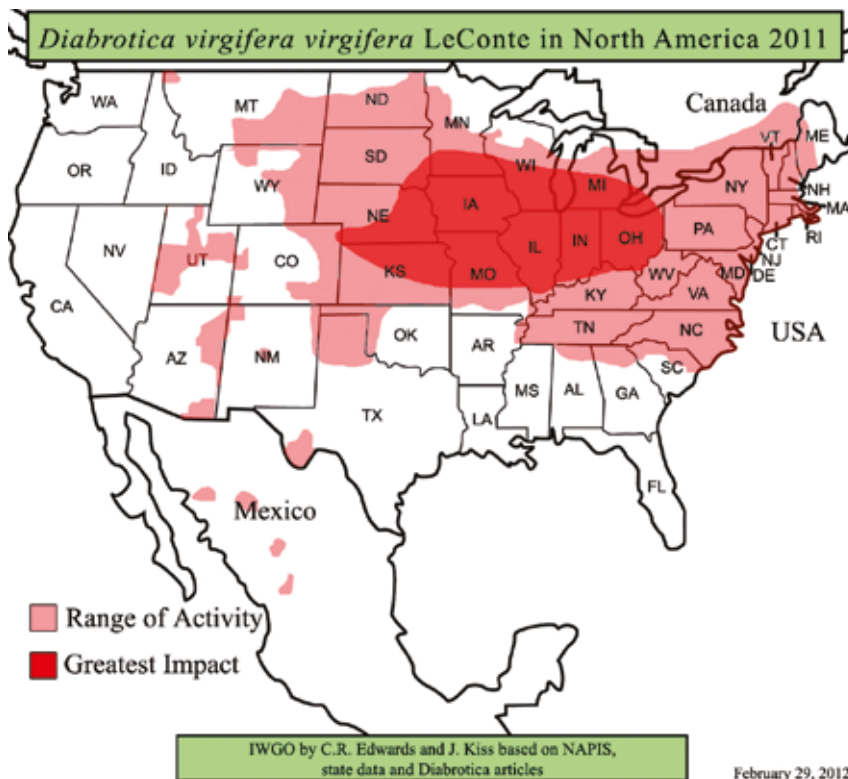 Diabrotica virgifera virgifera LeConte in North America 2011
Canada
WA
MT
ND
MN
VT
ME
OR
ID
SD
WI
MI
NY
NH
WY
MA
IA
NE
PA
RI
NV
IL
IN
OH
CT
UT
CO
NJ
KS
MO
WV
MD
DE
CA
KY
VA
USA
TN
NC
AZ
NM
OK
AR
SC
MS
AL
GA
TX
LA
FL
Mexico
Range of Activity
Greatest Impact
IWGO by C.R. Edwards and J. Kiss based on NAPIS,
state data and Diabrotica articles
February 29, 2012